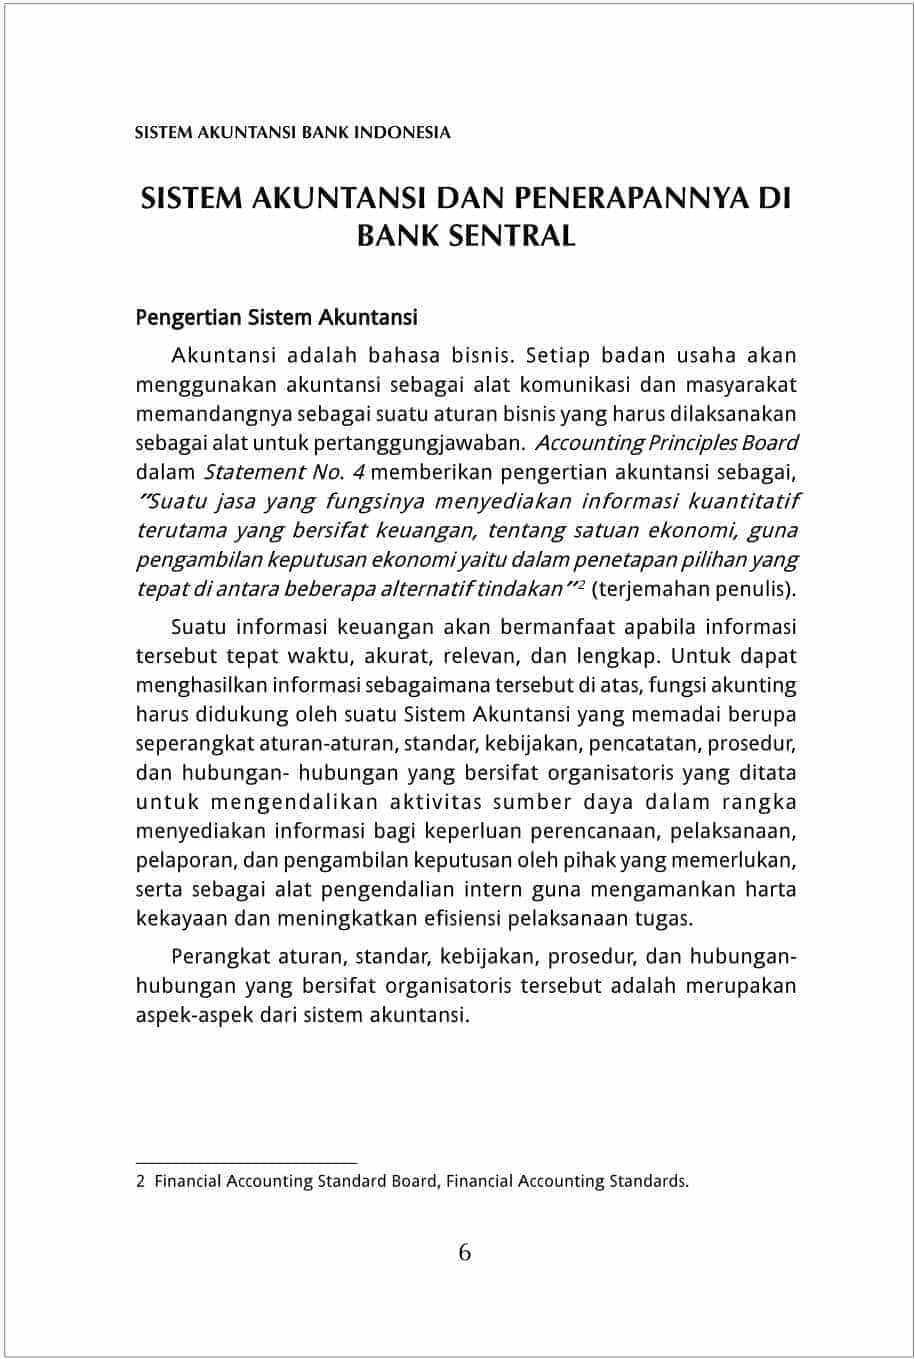 SISTEM AKUNTANSI BANK INDONESIA
SISTEM AKUNTANSI DAN PENERAPANNYA DI
BANK SENTRAL
Pengertian Sistem Akuntansi
Akuntansi adalah bahasa bisnis. Setiap badan usaha akan
menggunakan akuntansi sebagai alat komunikasi dan masyarakat
memandangnya sebagai suatu aturan bisnis yang harus dilaksanakan
sebagai alat untuk pertanggungjawaban. Accounting Principles Board
dalam Statement No. 4 memberikan pengertian akuntansi sebagai,
“Suatu jasa yang fungsinya menyediakan informasi kuantitatif
terutama yang bersifat keuangan, tentang satuan ekonomi, guna
pengambilan keputusan ekonomi yaitu dalam penetapan pilihan yang
tepat di antara beberapa alternatif tindakan”2 (terjemahan penulis).
Suatu informasi keuangan akan bermanfaat apabila informasi
tersebut tepat waktu, akurat, relevan, dan lengkap. Untuk dapat
menghasilkan informasi sebagaimana tersebut di atas, fungsi akunting
harus didukung oleh suatu Sistem Akuntansi yang memadai berupa
seperangkat aturan-aturan, standar, kebijakan, pencatatan, prosedur,
dan hubungan- hubungan yang bersifat organisatoris yang ditata
untuk mengendalikan aktivitas sumber daya dalam rangka
menyediakan informasi bagi keperluan perencanaan, pelaksanaan,
pelaporan, dan pengambilan keputusan oleh pihak yang memerlukan,
serta sebagai alat pengendalian intern guna mengamankan harta
kekayaan dan meningkatkan efisiensi pelaksanaan tugas.
Perangkat aturan, standar, kebijakan, prosedur, dan hubungan-
hubungan yang bersifat organisatoris tersebut adalah merupakan
aspek-aspek dari sistem akuntansi.
2 Financial Accounting Standard Board, Financial Accounting Standards.
6